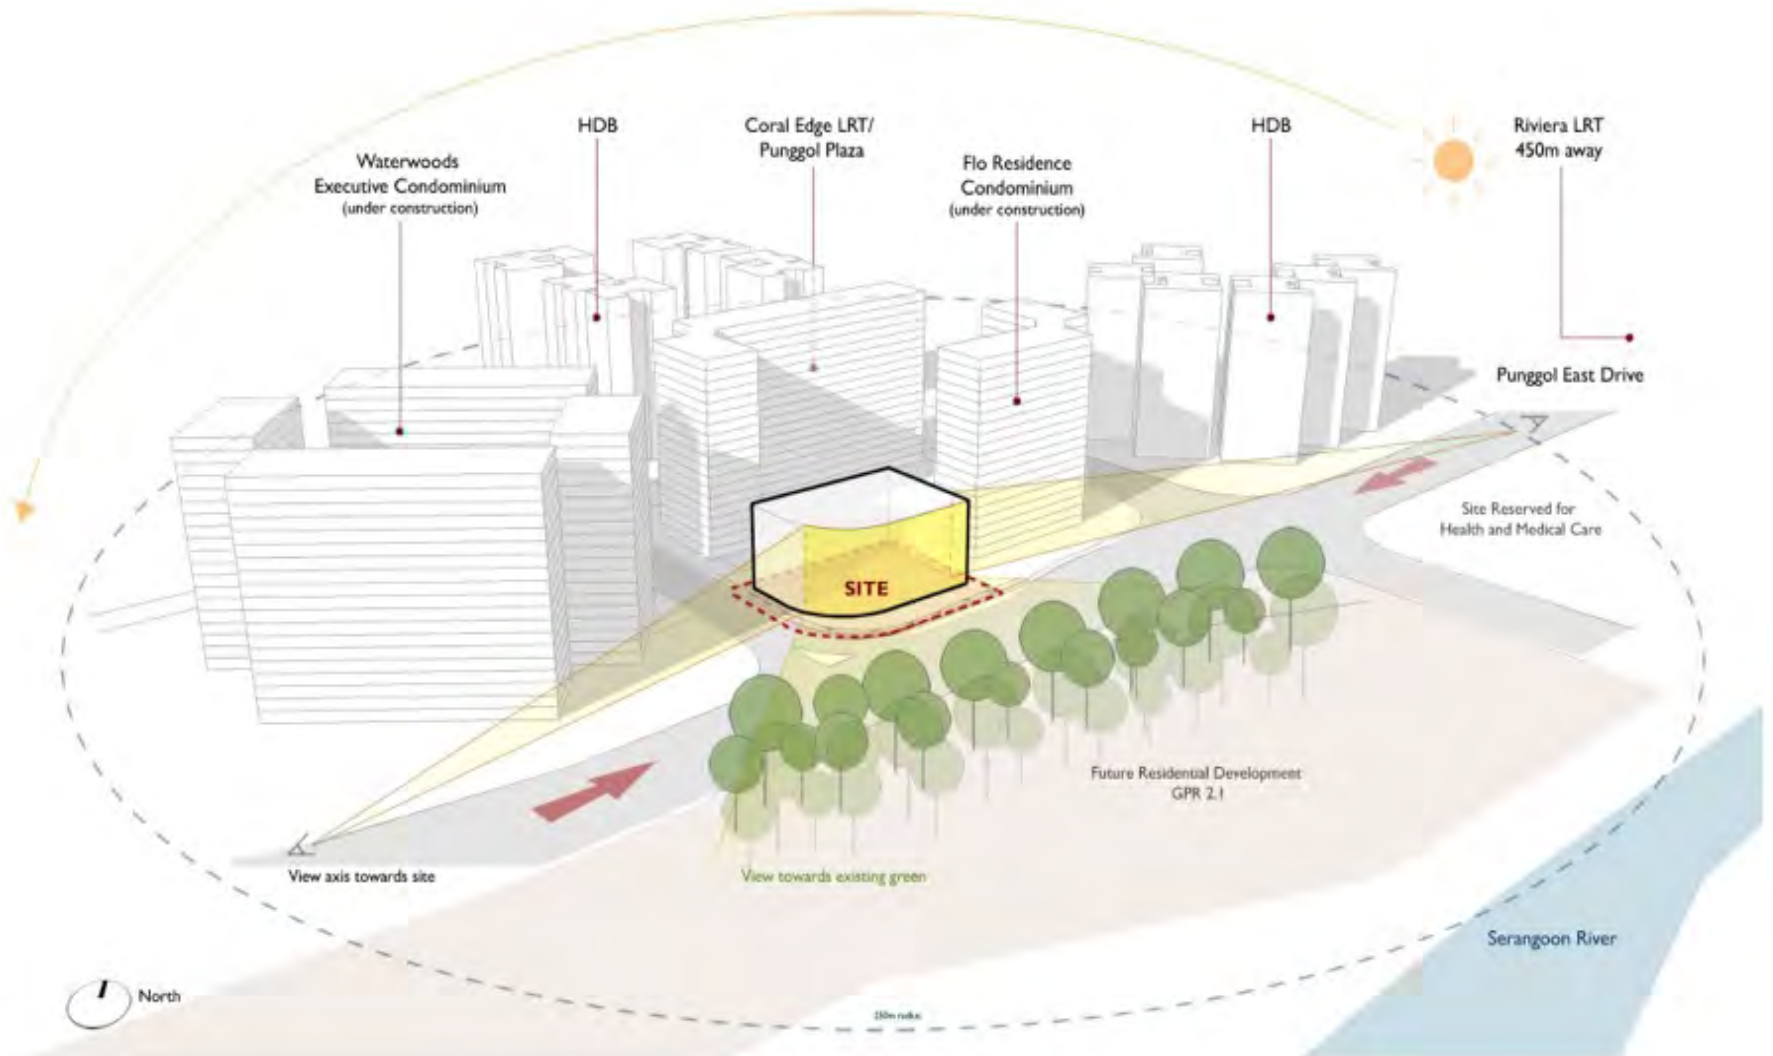 HDB
Coral Edge LRT/
Punggol Plaza
HDB
Riviera LRT
450m away
Waterwoods
Executive Condominium
(under construction)
Flo Residence
Condominium
(under construction)
Punggol East Drive
Site Reserved for
Health and Medical Care
SITE
Future Residential Development
GPR 2.1
View axis towards site
View towards existing green
Serangoon River
North
250m radius